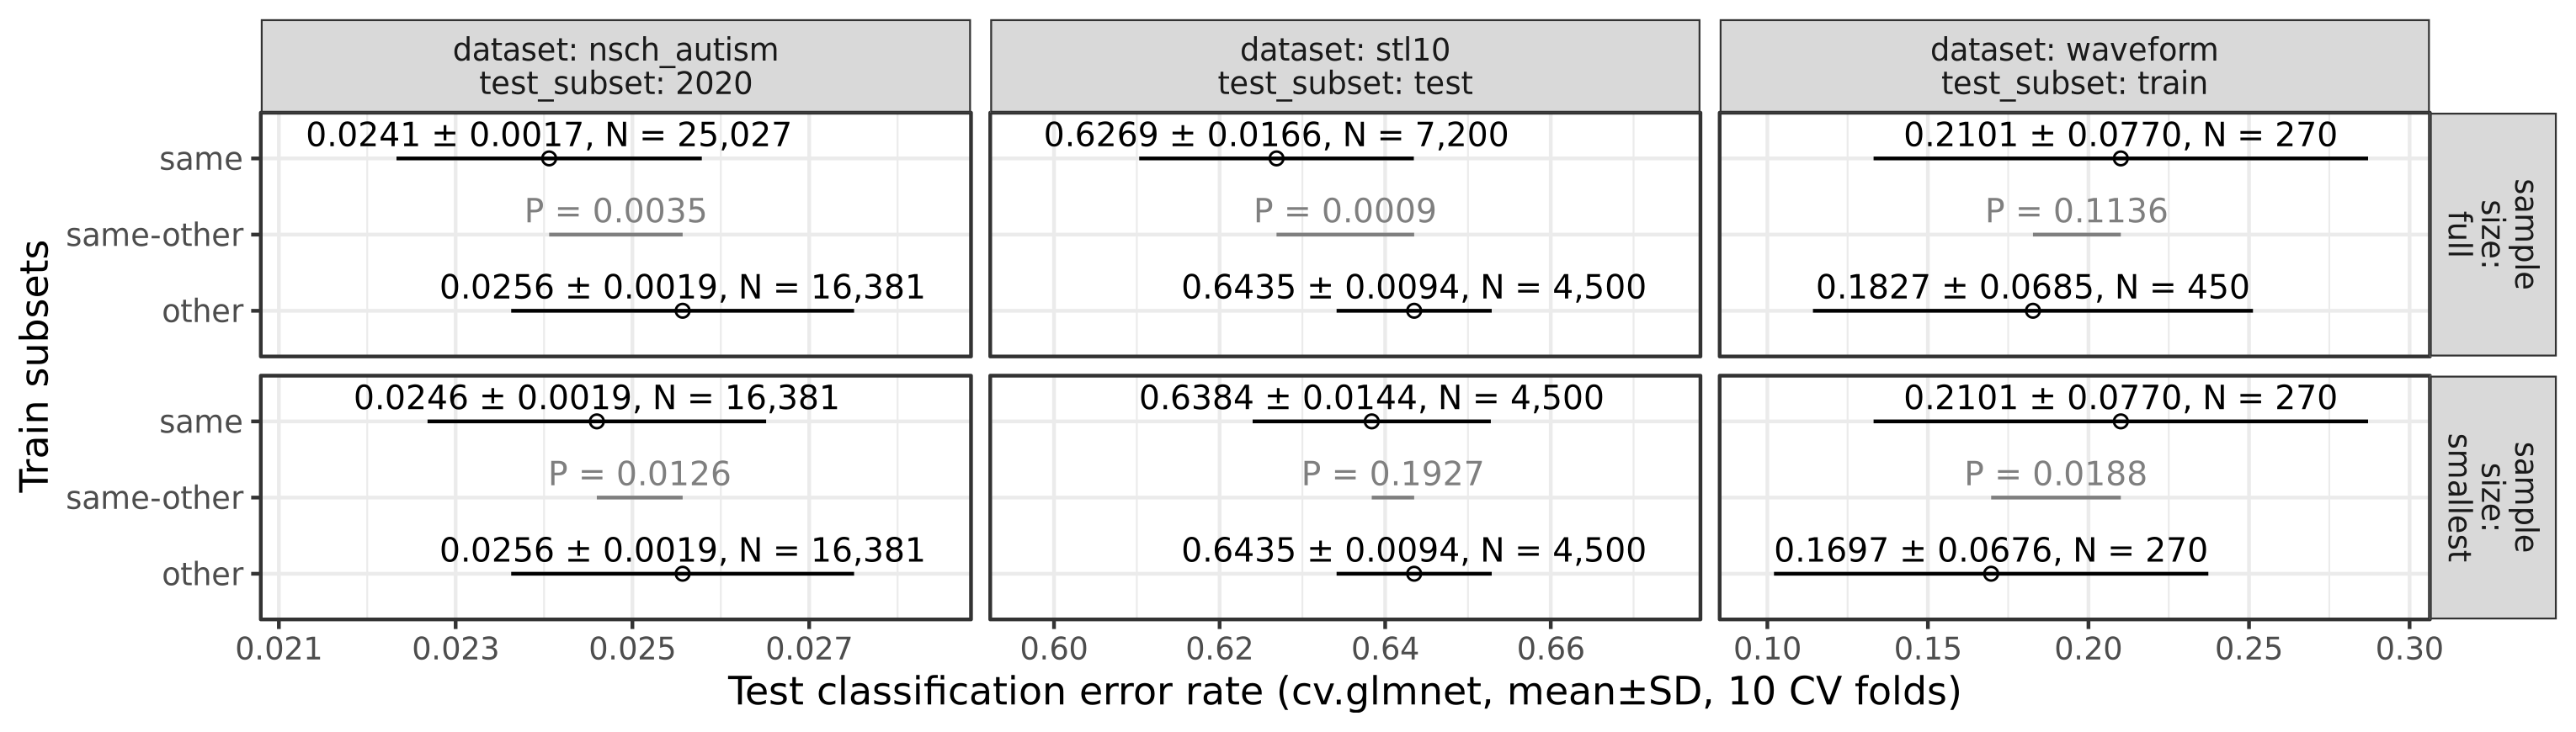 dataset: nsch_autism
test_subset: 2020
dataset: stl10
test_subset: test
dataset: waveform
test_subset: train
Train subsets
same
same-other
other
0.0241 ± 0.0017, N = 25,027
P = 0.0035
0.0256 ± 0.0019, N = 16,381
0.6269 ± 0.0166, N = 7,200
P = 0.0009
0.6435 ± 0.0094, N = 4,500
0.2101 ± 0.0770, N = 270
P = 0.1136
0.1827 ± 0.0685, N = 450
sample
size:
full
same
same-other
other
0.0246 ± 0.0019, N = 16,381
P = 0.0126
0.0256 ± 0.0019, N = 16,381
0.6384 ± 0.0144, N = 4,500
P = 0.1927
0.6435 ± 0.0094, N = 4,500
0.2101 ± 0.0770, N = 270
P = 0.0188
0.1697 ± 0.0676, N = 270
sample
size:
smallest
0.021 0.023 0.025 0.027
0.60 0.62 0.64 0.66
0.10 0.15 0.20 0.25 0.30
Test classification error rate (cv.glmnet, mean±SD, 10 CV folds)